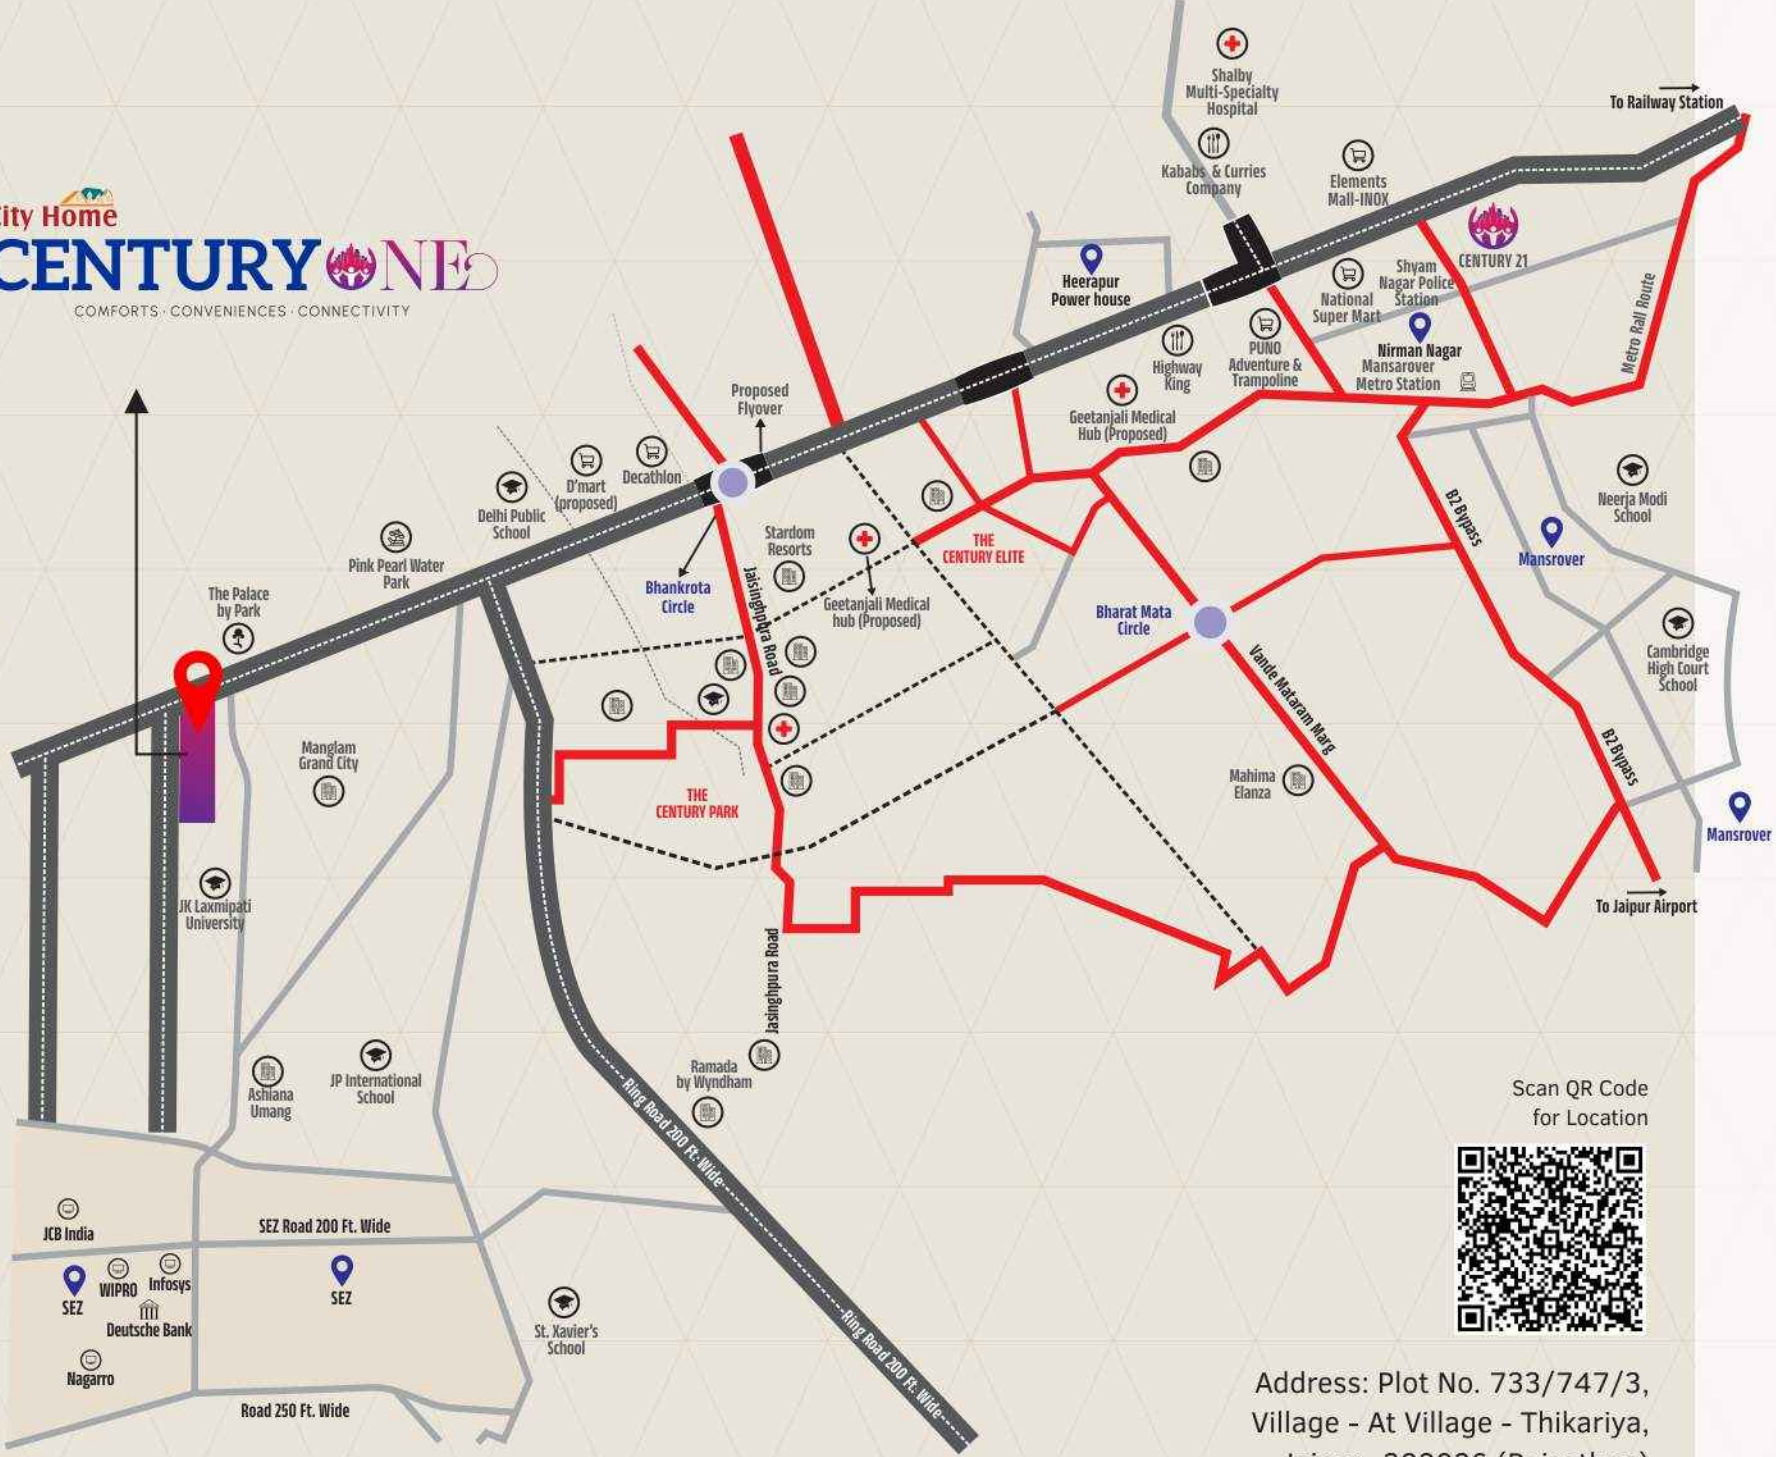 To Railway Station
Shalby
Multi-Specialty
Hospital
Kababs & Curries
Company
Elements
Mall-INOX
City Home
CENTURY ONE
COMFORTS · CONVENIENCES · CONNECTIVITY
Heerapur
Power house
CENTURY 21
National
Super Mart
Shyam
Nagar Police
Station
Nirman Nagar
Mansarover
Metro Station
Metro Rail Route
Highway
King
PUNO
Adventure &
Trampoline
Geetanjali Medical
Hub (Proposed)
Proposed
Flyover
Decathlon
D'mart
(proposed)
Delhi Public
School
Pink Pearl Water
Park
The Palace
by Park
Bhankrota
Circle
Stardom
Resorts
Jaisinghpura Road
Geetanjali Medical
hub (Proposed)
THE
CENTURY ELITE
Bharat Mata
Circle
B2 Bypass
Neerja Modi
School
Mansrover
Cambridge
High Court
School
Vande Mataram Marg
B2 Bypass
Mahima
Elanza
Mansrover
To Jaipur Airport
Manglam
Grand City
THE
CENTURY PARK
JK Laxmipati
University
Jasinghpura Road
Ramada
by Wyndham
Ashiana
Umang
JP International
School
Ring Road 200 Ft. Wide
Ring Road 200 Ft. Wide
JCB India
SEZ Road 200 Ft. Wide
SEZ
WIPRO
Infosys
Deutsche Bank
SEZ
Nagarro
St. Xavier's
School
Road 250 Ft. Wide
Scan QR Code
for Location
Address: Plot No. 733/747/3,
Village - At Village - Thikariya,